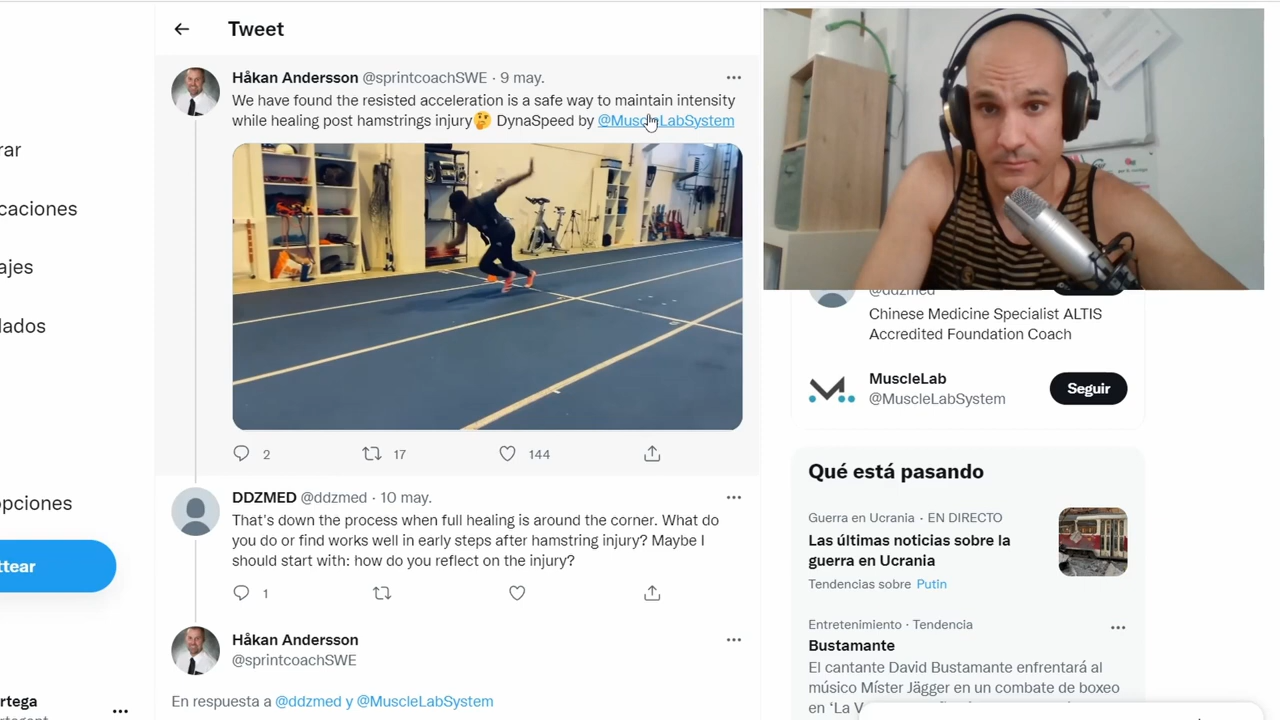 Tweet
Håkan Andersson @sprintcoachSWE · 9 may.
We have found the resisted acceleration is a safe way to maintain intensity
while healing post hamstrings injury🤔 DynaSpeed by @MuscleLabSystem
2 17 144
DDZMED @ddzmed · 10 may.
That's down the process when full healing is around the corner. What do
you do or find works well in early steps after hamstring injury? Maybe I
should start with: how do you reflect on the injury?
1
Håkan Andersson
@sprintcoachSWE
En respuesta a @ddzmed y @MuscleLabSystem
rar
caciones
ajes
lados
opciones
ttear
rtega
@ddzmed
Chinese Medicine Specialist ALTIS
Accredited Foundation Coach
MuscleLab
@MuscleLabSystem
Seguir
Qué está pasando
Guerra en Ucrania · EN DIRECTO
Las últimas noticias sobre la
guerra en Ucrania
Tendencias sobre Putin
Entretenimiento · Tendencia
Bustamante
El cantante David Bustamante enfrentará al
músico Míster Jägger en un combate de boxeo
en ‘La V